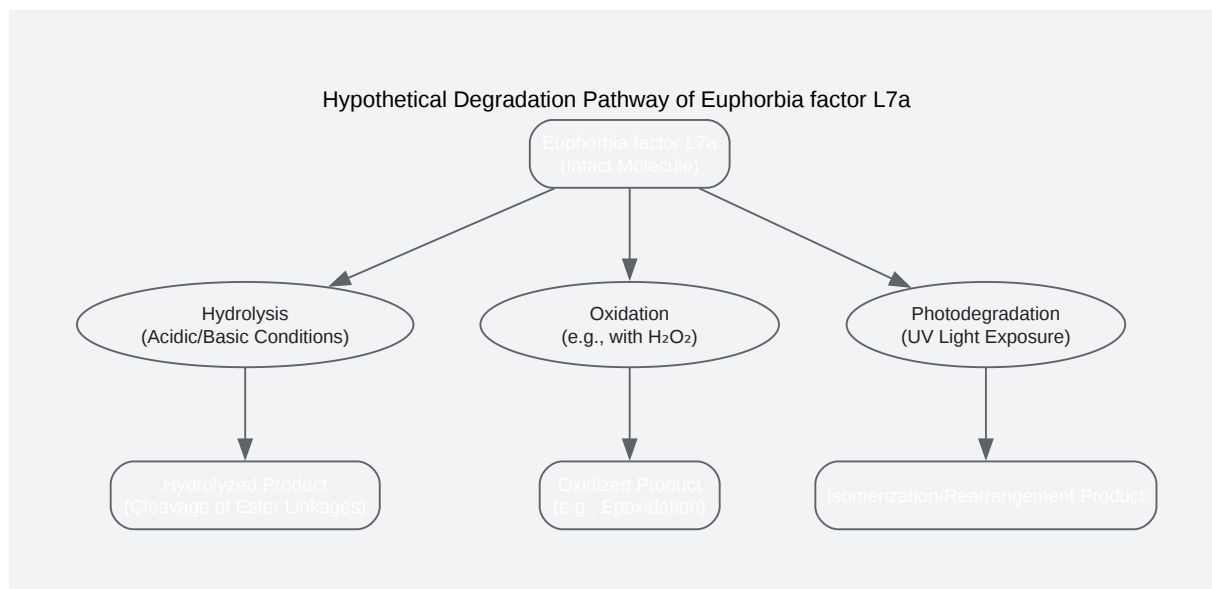 Hypothetical Degradation Pathway of Euphorbia factor L7a
Euphorbia factor L7a
(Intact Molecule)
Hydrolysis
(Acidic/Basic Conditions)
Oxidation
(e.g., with H₂O₂)
Photodegradation
(UV Light Exposure)
Hydrolyzed Product
(Cleavage of Ester Linkages)
Oxidized Product
(e.g., Epoxidation)
Isomerization/Rearrangement Product